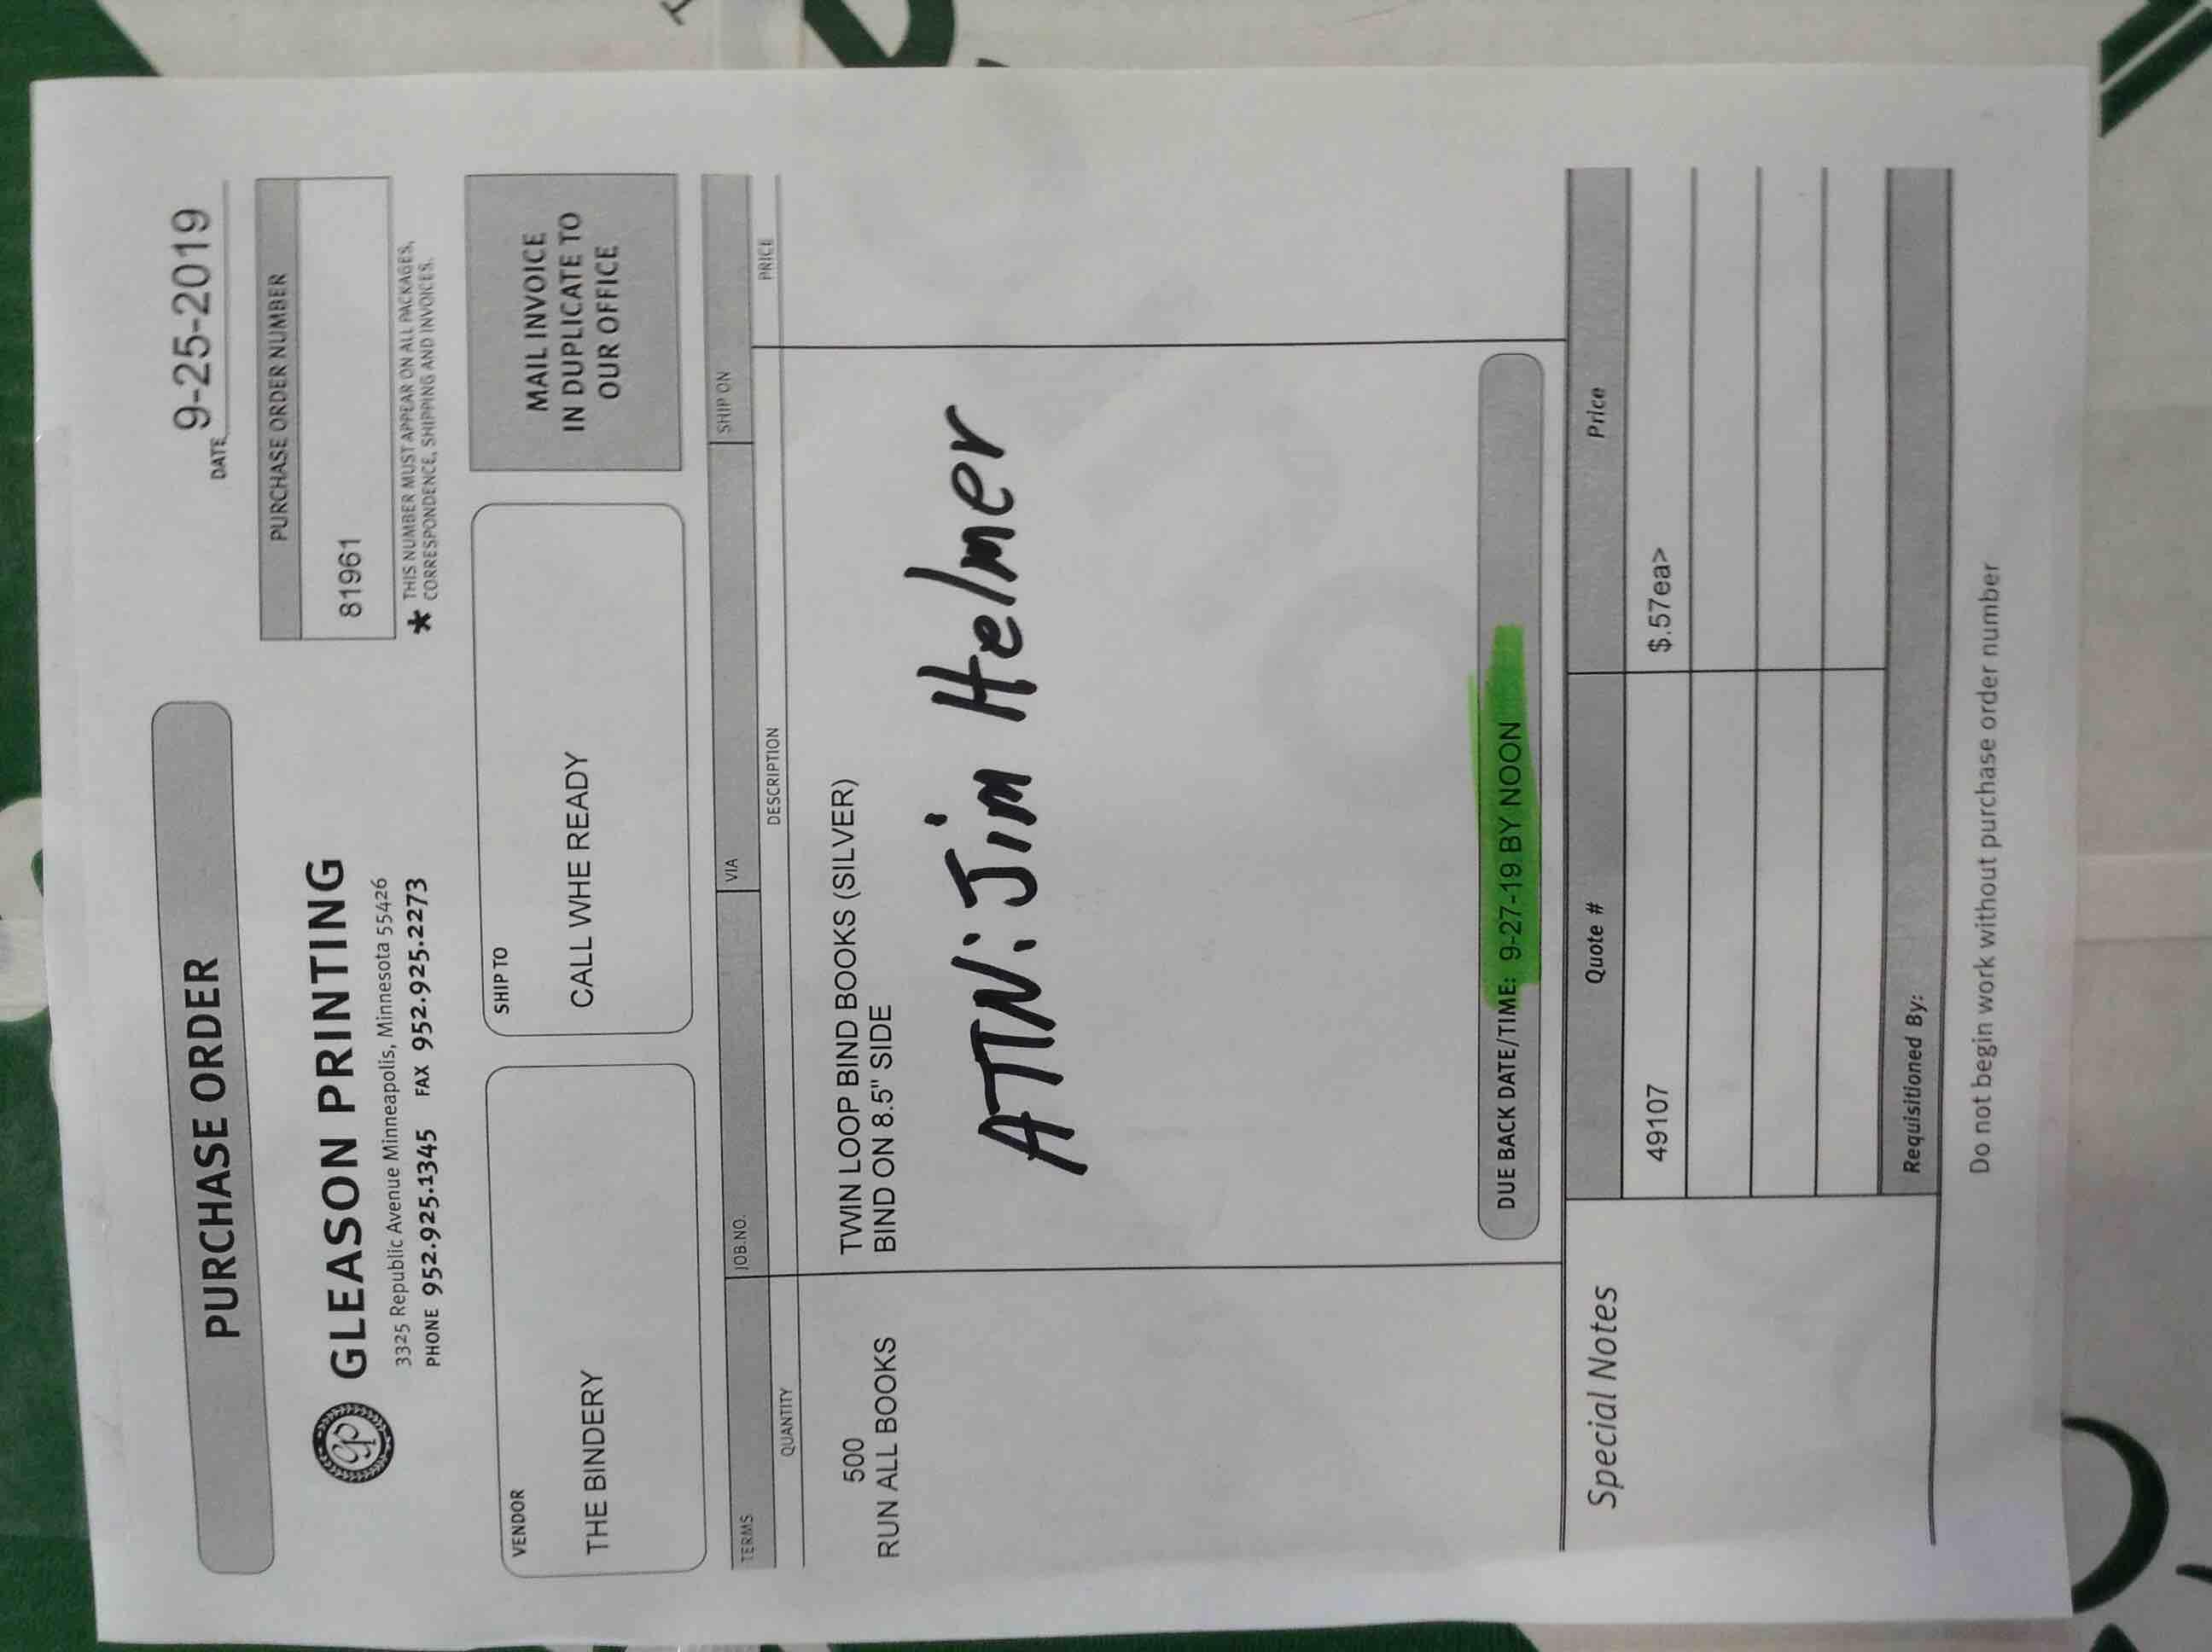 PURCHASE ORDER
DATE 9-25-2019
GLEASON PRINTING
3325 Republic Avenue Minneapolis, Minnesota 55426
PHONE 952.925.1345 FAX 952.925.2273
PURCHASE ORDER NUMBER
81961
* THIS NUMBER MUST APPEAR ON ALL PACKAGES,
CORRESPONDENCE, SHIPPING AND INVOICES.
VENDOR
THE BINDERY
SHIP TO
CALL WHE READY
MAIL INVOICE
IN DUPLICATE TO
OUR OFFICE
TERMS JOB.NO. VIA SHIP ON
QUANTITY DESCRIPTION PRICE
500 TWIN LOOP BIND BOOKS (SILVER)
RUN ALL BOOKS BIND ON 8.5" SIDE
ATTN: Jim Helmer
DUE BACK DATE/TIME: 9-27-19 BY NOON
Special Notes
Quote # Price
49107 $.57ea>
Requisitioned By:
Do not begin work without purchase order number